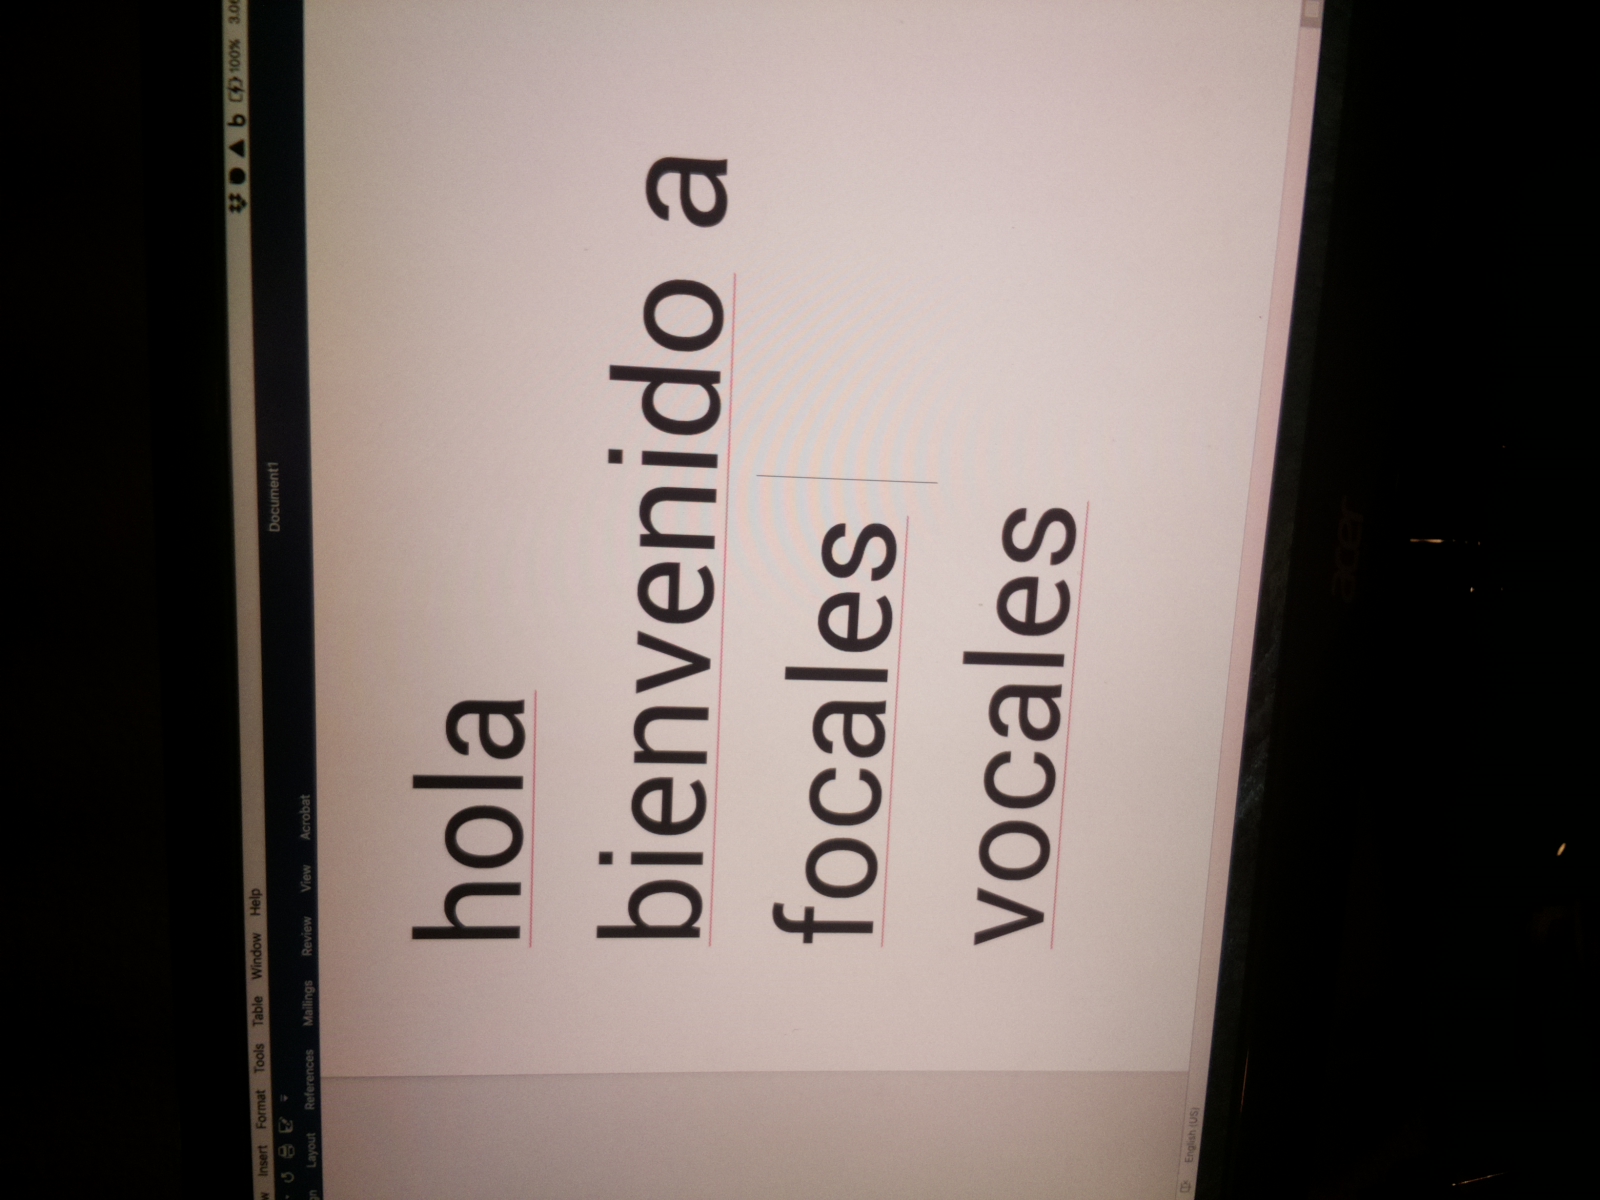 100% 3.0
Document1
Insert Format Tools Table Window Help
Layout References Mailings Review View Acrobat
hola
bienvenido a
focales
vocales
English (US)
acer